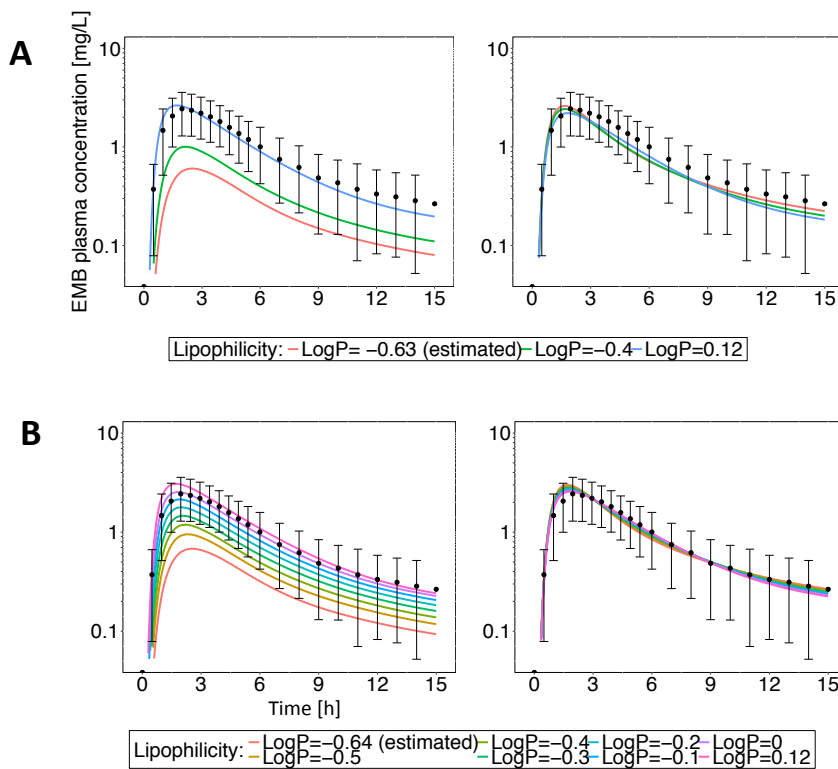 A
EMB plasma concentration [mg/L]
10
1
0.1
0 3 6 9 12 15
10
1
0.1
0 3 6 9 12 15
Lipophilicity: LogP= −0.63 (estimated) LogP=−0.4 LogP=0.12
B
10
1
0.1
0 3 6 9 12 15
Time [h]
10
1
0.1
0 3 6 9 12 15
Lipophilicity: LogP=−0.64 (estimated) LogP=−0.4 LogP=−0.2 LogP=0
LogP=−0.5 LogP=−0.3 LogP=−0.1 LogP=0.12